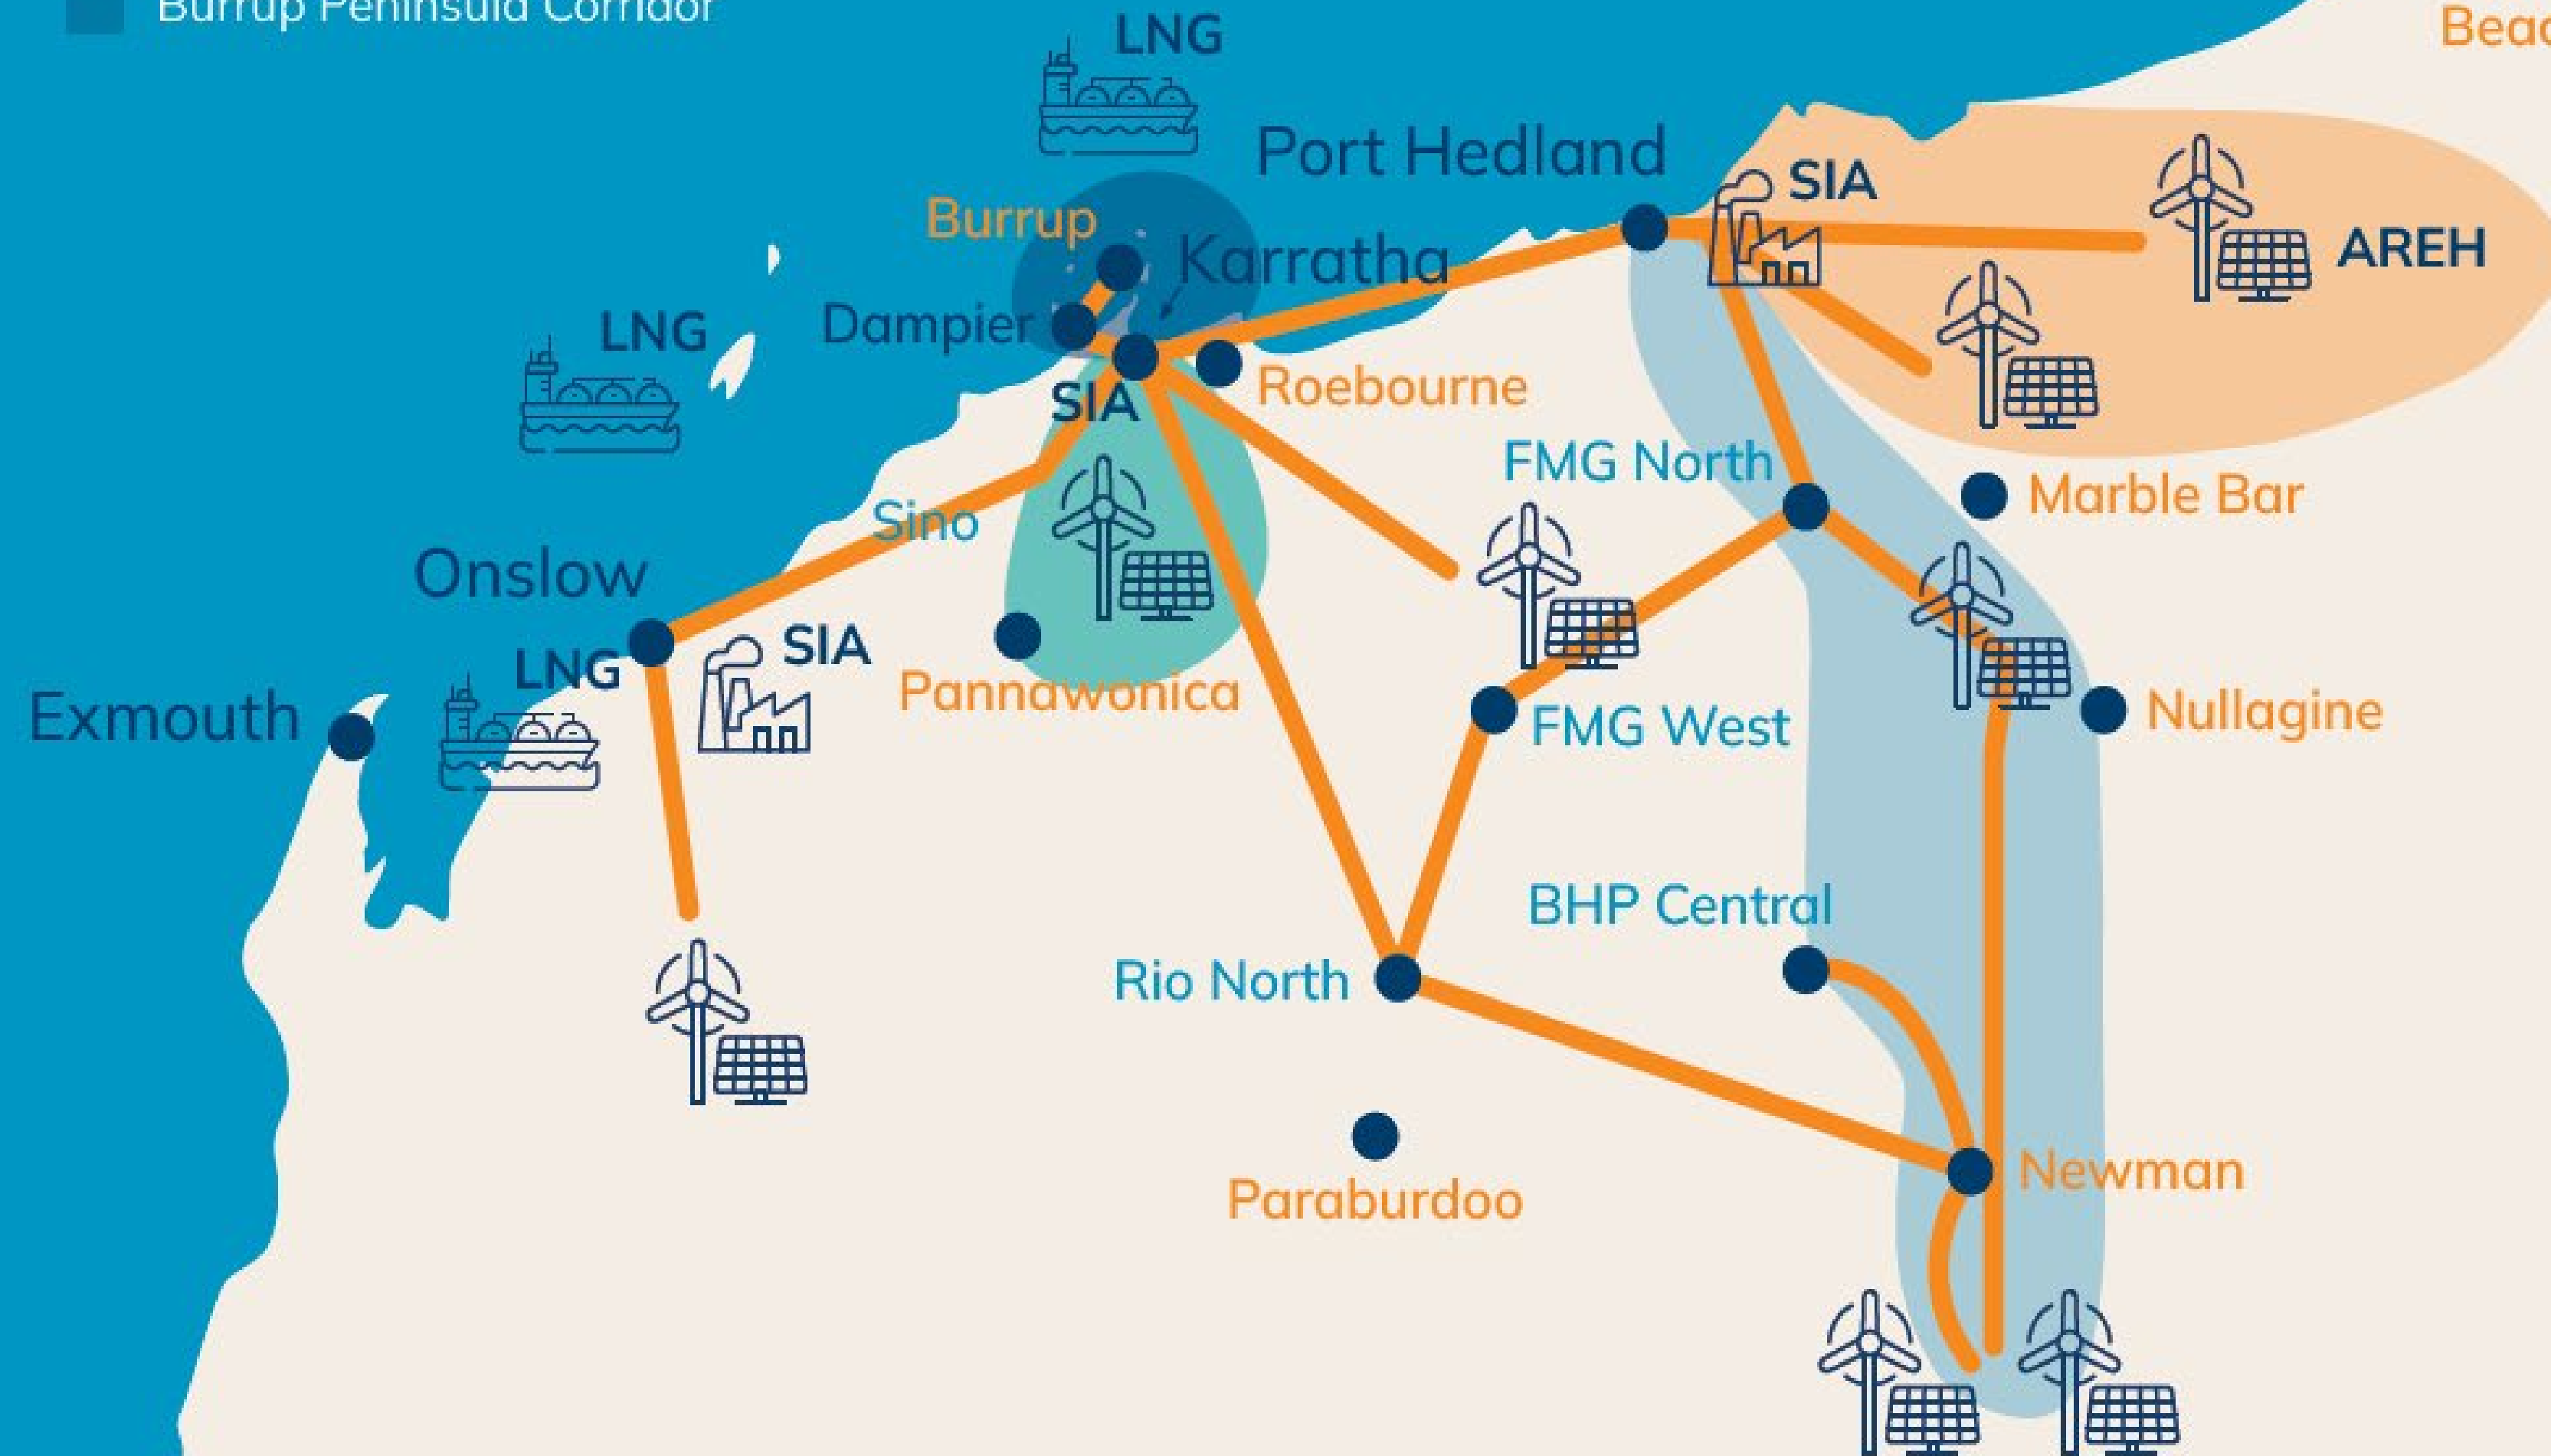 Burrup Peninsula Corridor
LNG
Port Hedland
SIA
Burrup
Karratha
AREH
Dampier
LNG
SIA
Roebourne
FMG North
Marble Bar
Sino
Onslow
LNG
SIA
Pannawonica
Exmouth
FMG West
Nullagine
BHP Central
Rio North
Newman
Paraburdoo